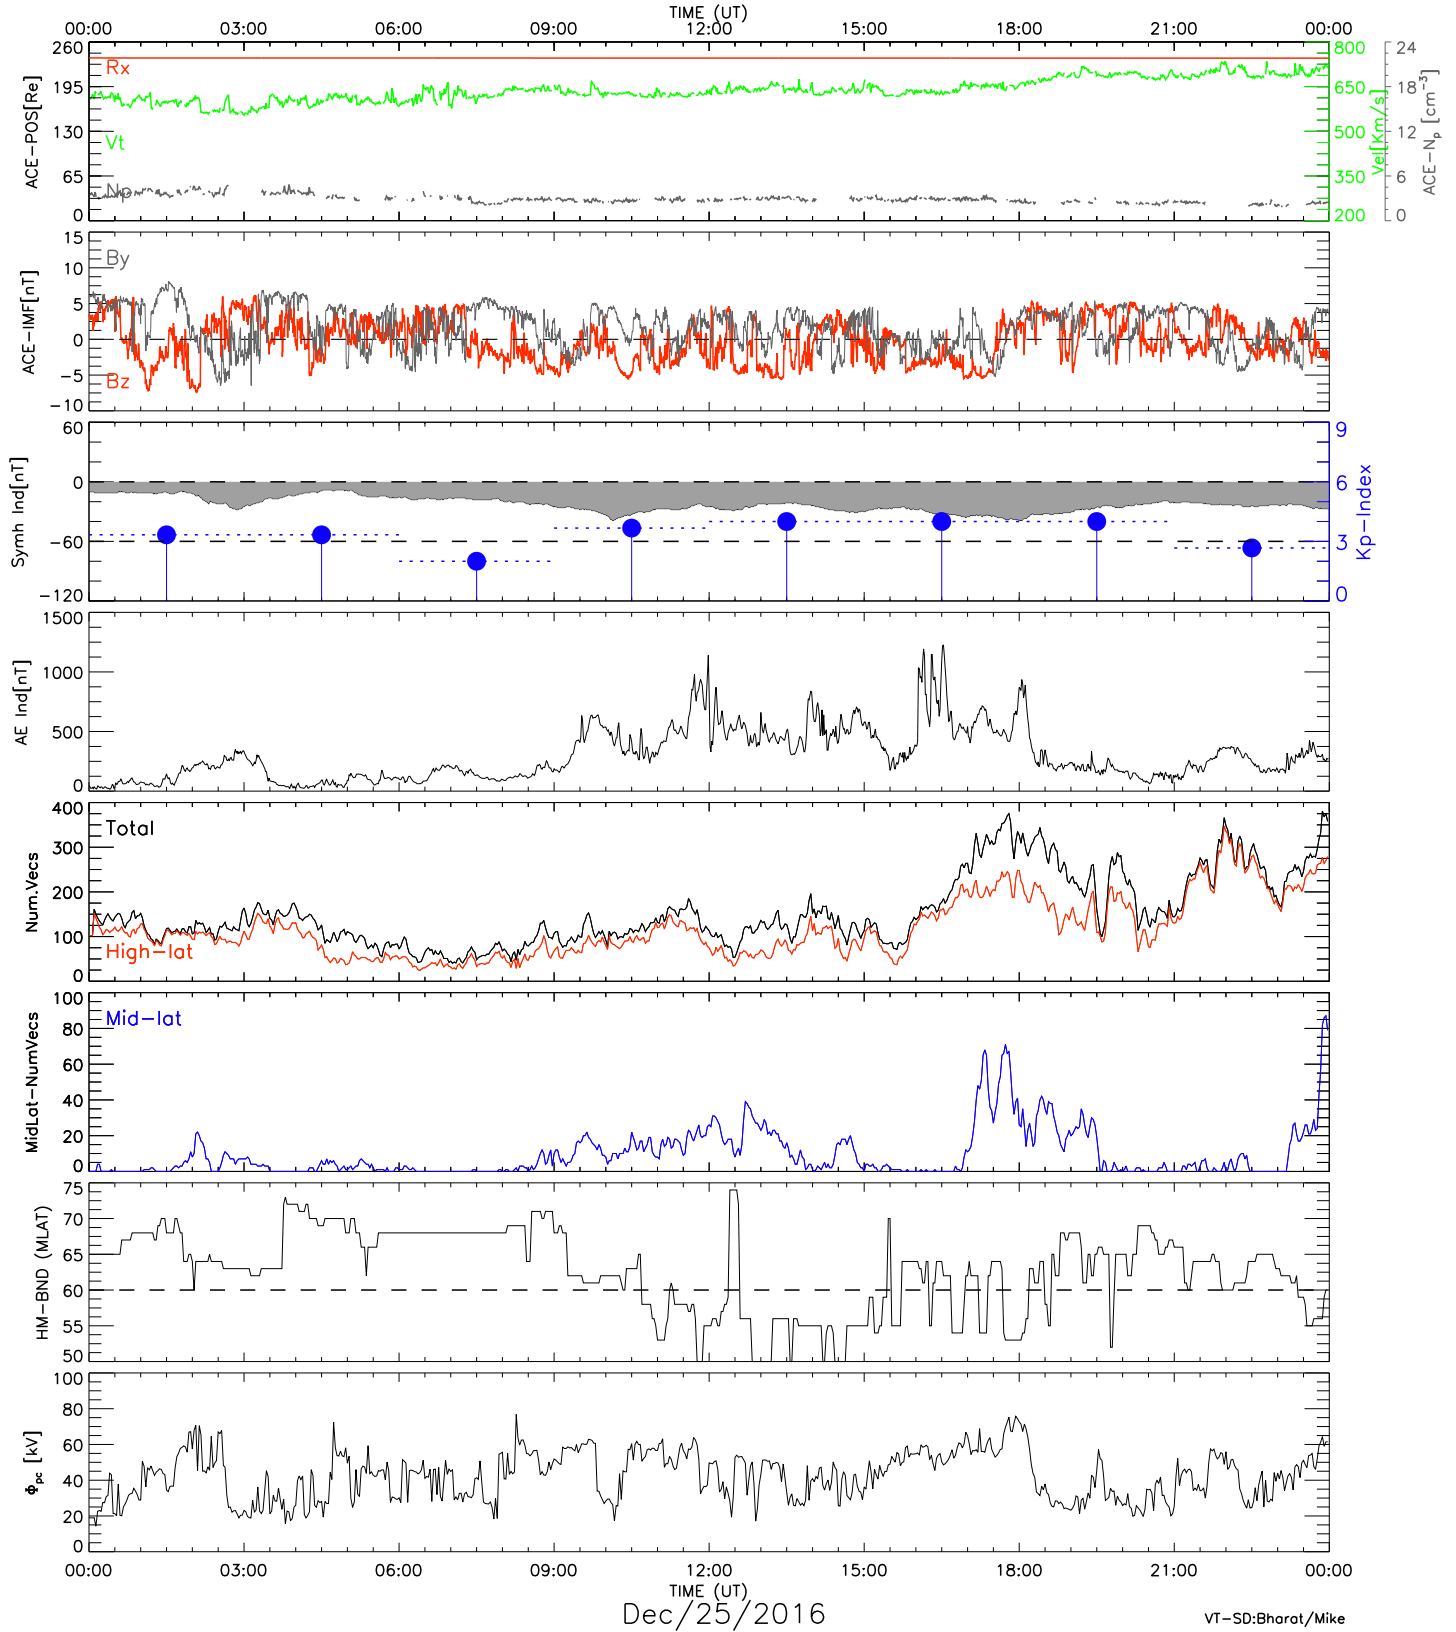 TIME (UT)
00:00 03:00 06:00 09:00 12:00 15:00 18:00 21:00 00:00
260
195
130
65
0
ACE-POS[Re]
Rx
Vt
Np
800
650
500
350
200
Vel[Km/s]
24
18
12
6
0
ACE-Np [cm-3]
15
10
5
0
-5
-10
ACE-IMF[nT]
By
Bz
60
0
-60
-120
Symh Ind[nT]
9
6
3
0
Kp-Index
1500
1000
500
0
AE Ind[nT]
400
300
200
100
0
Num.Vecs
Total
High-lat
100
80
60
40
20
0
MidLat-NumVecs
Mid-lat
75
70
65
60
55
50
HM-BND (MLAT)
100
80
60
40
20
0
Φpc [kV]
00:00 03:00 06:00 09:00 12:00 15:00 18:00 21:00 00:00
TIME (UT)
Dec/25/2016
VT-SD:Bharat/Mike